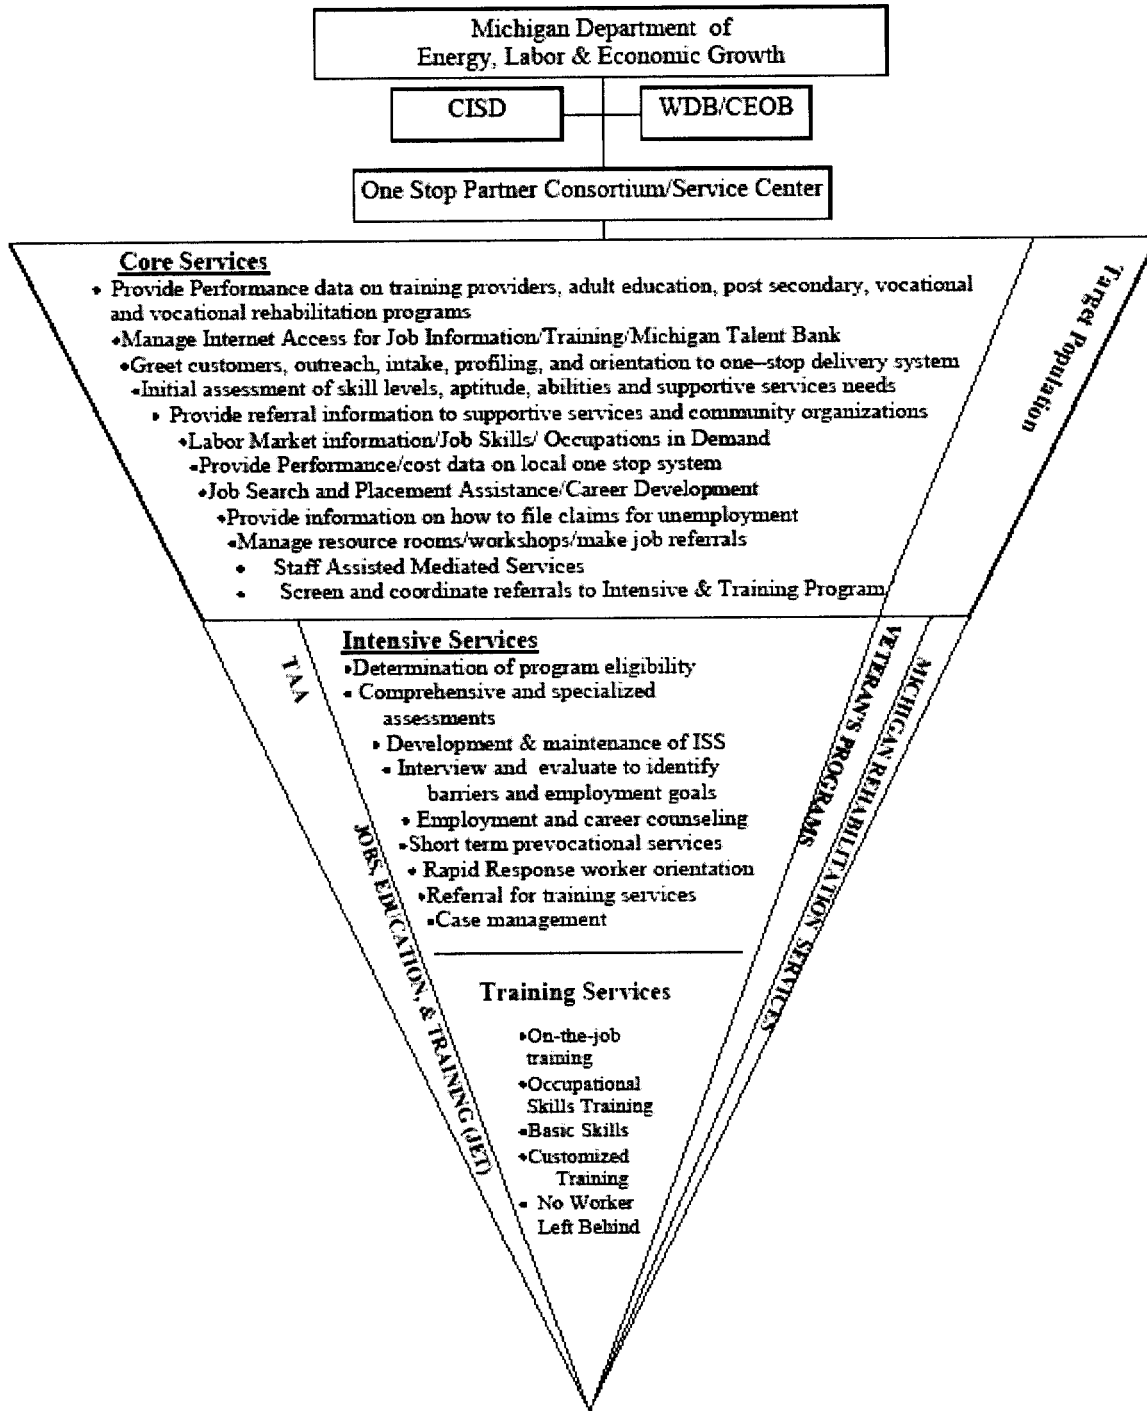 Michigan Department of
Energy, Labor & Economic Growth
CISD
WDB/CEOB
One Stop Partner Consortium/Service Center
Core Services
• Provide Performance data on training providers, adult education, post secondary, vocational
and vocational rehabilitation programs
•Manage Internet Access for Job Information/Training/Michigan Talent Bank
•Greet customers, outreach, intake, profiling, and orientation to one–stop delivery system
•Initial assessment of skill levels, aptitude, abilities and supportive services needs
• Provide referral information to supportive services and community organizations
•Labor Market information/Job Skills/ Occupations in Demand
•Provide Performance/cost data on local one stop system
•Job Search and Placement Assistance/Career Development
•Provide information on how to file claims for unemployment
•Manage resource rooms/workshops/make job referrals
• Staff Assisted Mediated Services
• Screen and coordinate referrals to Intensive & Training Program
Target Population
TAA
JOBS, EDUCATION, & TRAINING (JET)
Intensive Services
•Determination of program eligibility
• Comprehensive and specialized
assessments
• Development & maintenance of ISS
• Interview and evaluate to identify
barriers and employment goals
• Employment and career counseling
•Short term prevocational services
• Rapid Response worker orientation
•Referral for training services
•Case management
VETERAN'S PROGRAMS
MICHIGAN REHABILITATION SERVICES
Training Services
•On-the-job
training
•Occupational
Skills Training
•Basic Skills
•Customized
Training
• No Worker
Left Behind